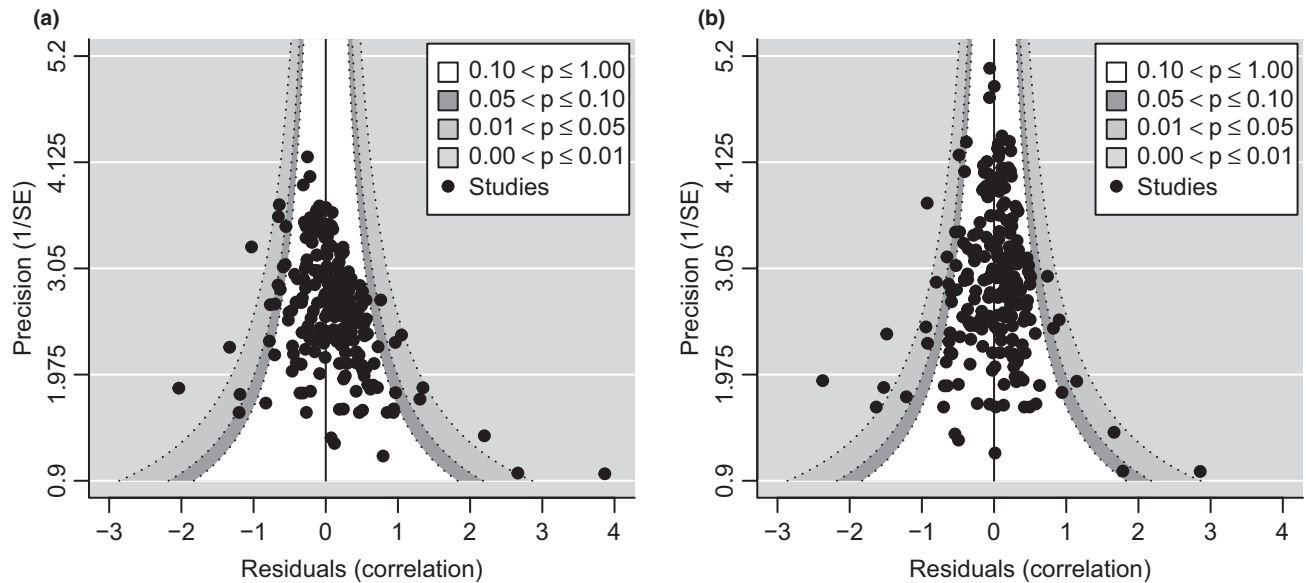 (a)
Precision (1/SE)
5.2
4.125
3.05
1.975
0.9
0.10 < p ≤ 1.00
0.05 < p ≤ 0.10
0.01 < p ≤ 0.05
0.00 < p ≤ 0.01
Studies
−3 −2 −1 0 1 2 3 4
Residuals (correlation)
(b)
Precision (1/SE)
5.2
4.125
3.05
1.975
0.9
0.10 < p ≤ 1.00
0.05 < p ≤ 0.10
0.01 < p ≤ 0.05
0.00 < p ≤ 0.01
Studies
−3 −2 −1 0 1 2 3 4
Residuals (correlation)